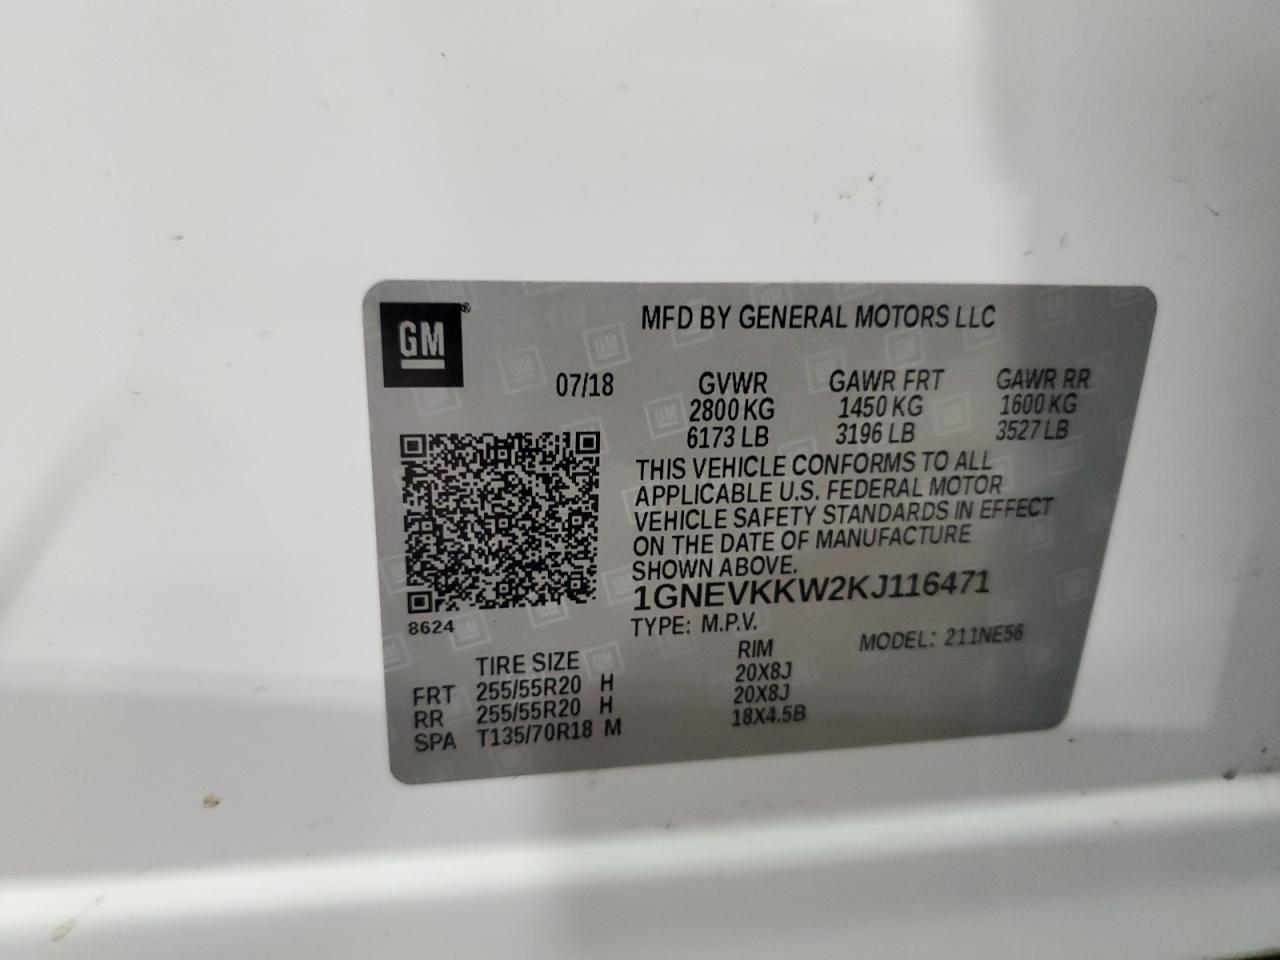 GM®
MFD BY GENERAL MOTORS LLC
07/18 GVWR GAWR FRT GAWR RR
2800 KG 1450 KG 1600 KG
6173 LB 3196 LB 3527 LB
THIS VEHICLE CONFORMS TO ALL
APPLICABLE U.S. FEDERAL MOTOR
VEHICLE SAFETY STANDARDS IN EFFECT
ON THE DATE OF MANUFACTURE
SHOWN ABOVE.
1GNEVKKW2KJ116471
8624
TYPE: M.P.V. MODEL: 211NE56
TIRE SIZE RIM
FRT 255/55R20 H 20X8J
RR 255/55R20 H 20X8J
SPA T135/70R18 M 18X4.5B